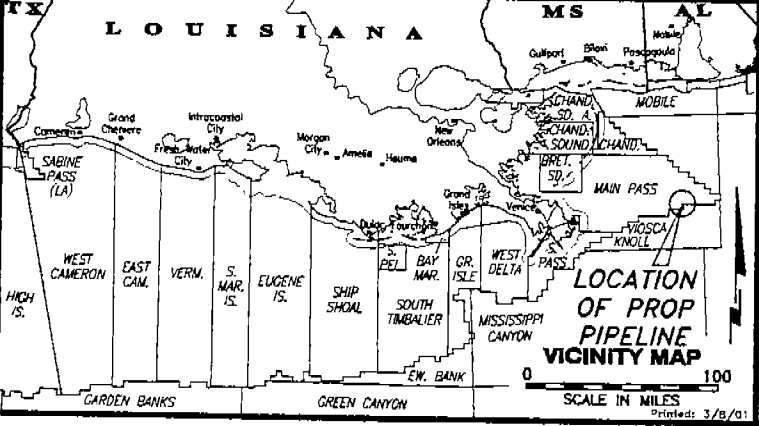 TX
LOUISIANA
MS
AL
Mobile
Gulfport
Biloxi
Pascagoula
MOBILE
CHAND.
SD. A.
CHAND.
SOUND
CHAND.
BRET.
SD.
MAIN PASS
VIOSCA
KNOLL
Cameron
Grand
Cheniere
Intracoastal
City
Fresh Water
City
Morgan
City
Amelia
Houma
New
Orleans
Grand
Isle
Venice
Fourchon
SABINE
PASS
(LA)
HIGH
IS.
WEST
CAMERON
EAST
CAM.
VERM.
S.
MAR.
IS.
EUGENE
IS.
SHIP
SHOAL
S.
PEL.
SOUTH
TIMBALIER
BAY
MAR.
GR.
ISLE
WEST
DELTA
PASS
MISSISSIPPI
CANYON
EW. BANK
GARDEN BANKS
GREEN CANYON
LOCATION
OF PROP
PIPELINE
VICINITY MAP
0 100
SCALE IN MILES
Printed: 3/8/01